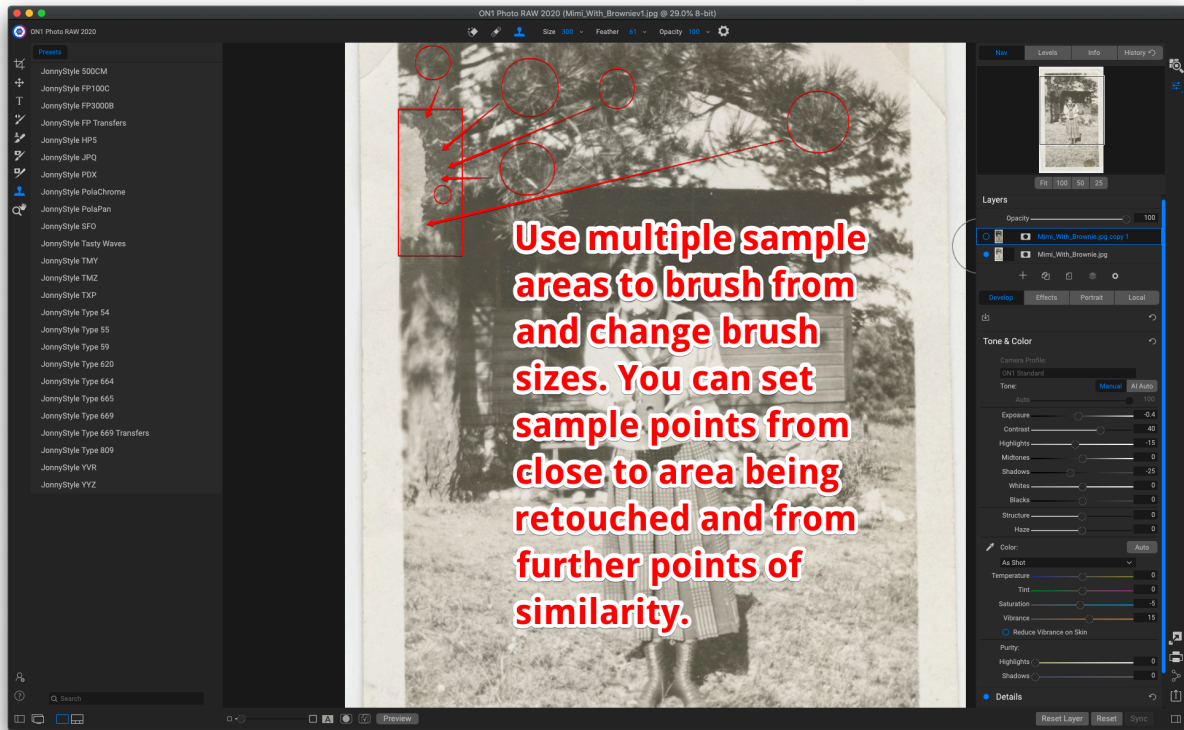 ON1 Photo RAW 2020 (Mimi_With_Browniev1.jpg @ 29.0% 8-bit)
ON1 Photo RAW 2020
Size 300 Feather 61 Opacity 100
Presets
JonnyStyle 500CM
JonnyStyle FP100C
JonnyStyle FP3000B
JonnyStyle FP Transfers
JonnyStyle HP5
JonnyStyle JPQ
JonnyStyle PDX
JonnyStyle PolaChrome
JonnyStyle PolaPan
JonnyStyle SFO
JonnyStyle Tasty Waves
JonnyStyle TMY
JonnyStyle TMZ
JonnyStyle TXP
JonnyStyle Type 54
JonnyStyle Type 55
JonnyStyle Type 59
JonnyStyle Type 620
JonnyStyle Type 664
JonnyStyle Type 665
JonnyStyle Type 669
JonnyStyle Type 669 Transfers
JonnyStyle Type 809
JonnyStyle YVR
JonnyStyle YYZ
Search
Use multiple sample
areas to brush from
and change brush
sizes. You can set
sample points from
close to area being
retouched and from
further points of
similarity.
Preview
Nav Levels Info History
Fit 100 50 25
Layers
Opacity 100
Mimi_With_Brownie.jpg copy 1
Mimi_With_Brownie.jpg
Develop Effects Portrait Local
Tone & Color
Camera Profile:
ON1 Standard
Tone: Manual AI Auto
Auto 100
Exposure -0.4
Contrast 40
Highlights -15
Midtones 0
Shadows -25
Whites 0
Blacks 0
Structure 0
Haze 0
Color: Auto
As Shot
Temperature 0
Tint 0
Saturation -5
Vibrance 15
Reduce Vibrance on Skin
Purity:
Highlights 0
Shadows 0
Details
Reset Layer Reset Sync